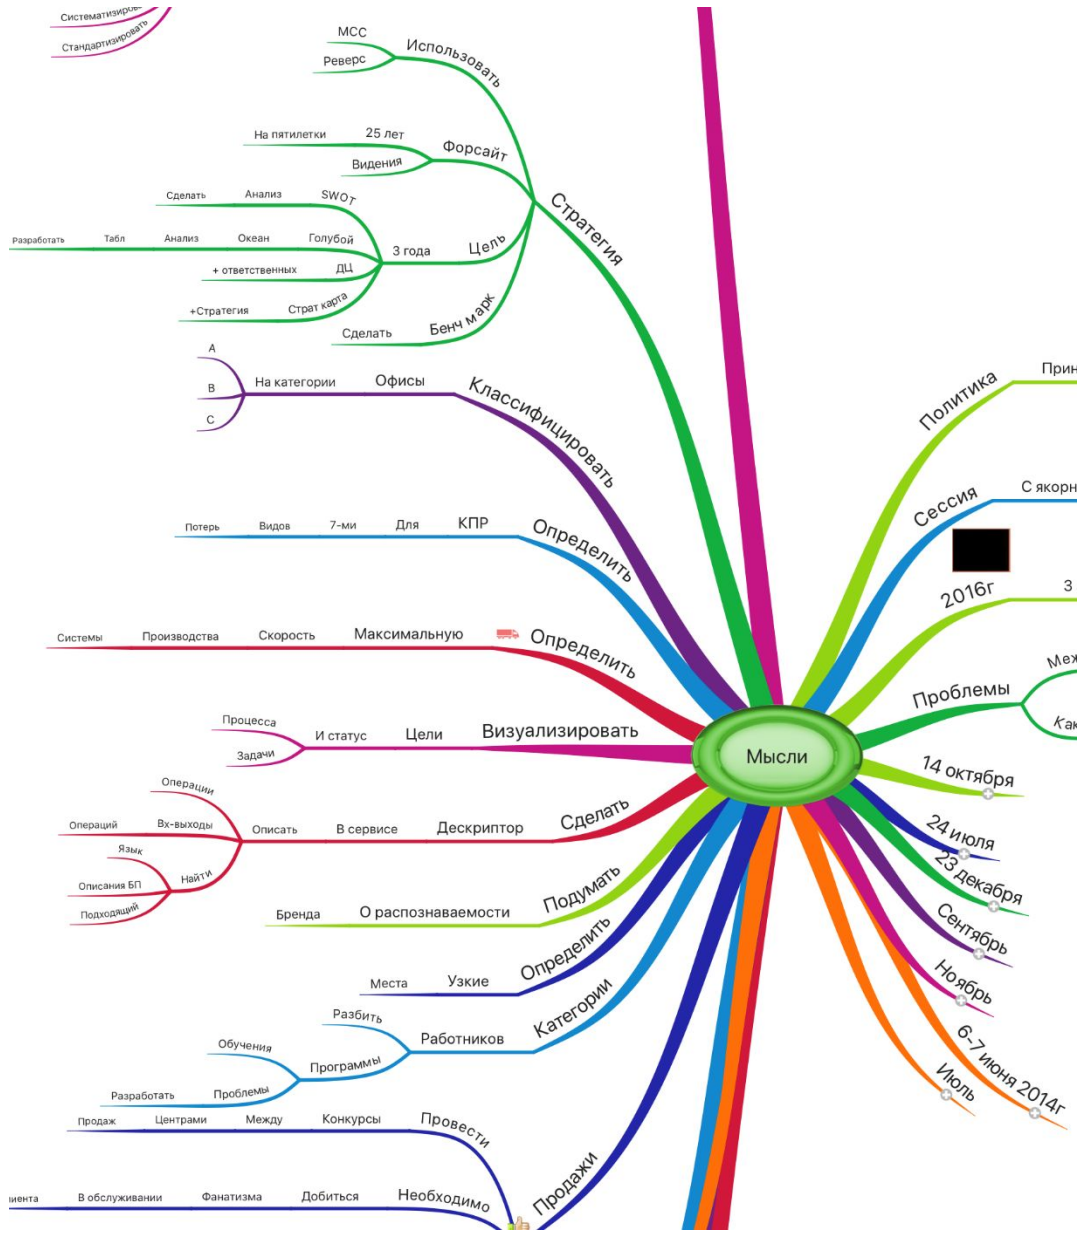 Систематизировать
Стандартизировать
МСС
Реверс
Использовать
На пятилетки
25 лет
Видения
Форсайт
Сделать
Анализ
SWOT
Разработать
Табл
Анализ
Океан
Голубой
+ ответственных
ДЦ
+Стратегия
Страт карта
3 года
Цель
Сделать
Бенч марк
Стратегия
A
B
C
На категории
Офисы
Классифицировать
Потерь
Видов
7-ми
Для
КПР
Определить
Системы
Производства
Скорость
Максимальную
Определить
Процесса
Задачи
И статус
Цели
Визуализировать
Операции
Операций
Вх-выходы
Язык
Описания БП
Подходящий
Найти
Описать
В сервисе
Дескриптор
Сделать
Бренда
О распознаваемости
Подумать
Места
Узкие
Определить
Разбить
Обучения
Разработать
Проблемы
Программы
Работников
Категории
Продаж
Центрами
Между
Конкурсы
Провести
иента
В обслуживании
Фанатизма
Добиться
Необходимо
Продажи
Мысли
Политика
Прин
Сессия
С якорн
2016г
3
Проблемы
Меж
Как
14 октября
24 июля
23 декабря
Сентябрь
Ноябрь
6-7 июня 2014г
Июль